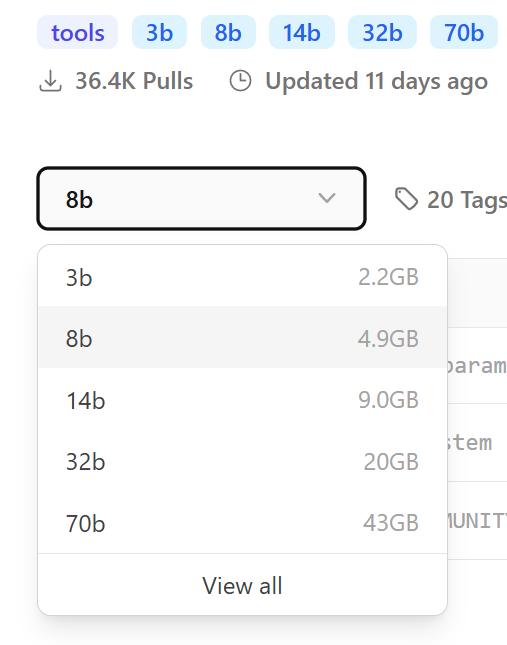 tools 3b 8b 14b 32b 70b
36.4K Pulls Updated 11 days ago
8b 20 Tags
3b 2.2GB
8b 4.9GB
14b 9.0GB
32b 20GB
70b 43GB
View all